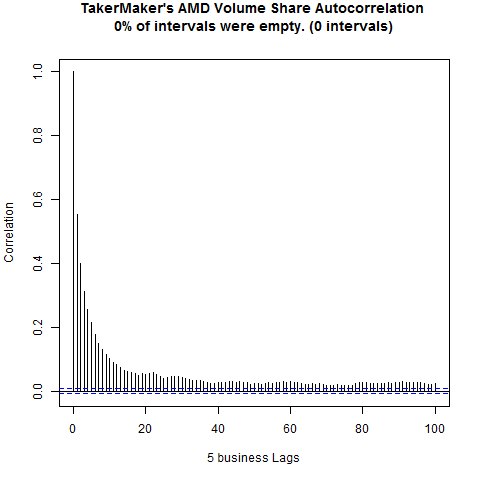 TakerMaker's AMD Volume Share Autocorrelation
0% of intervals were empty. (0 intervals)
Correlation
1.0
0.8
0.6
0.4
0.2
0.0
0 20 40 60 80 100
5 business Lags